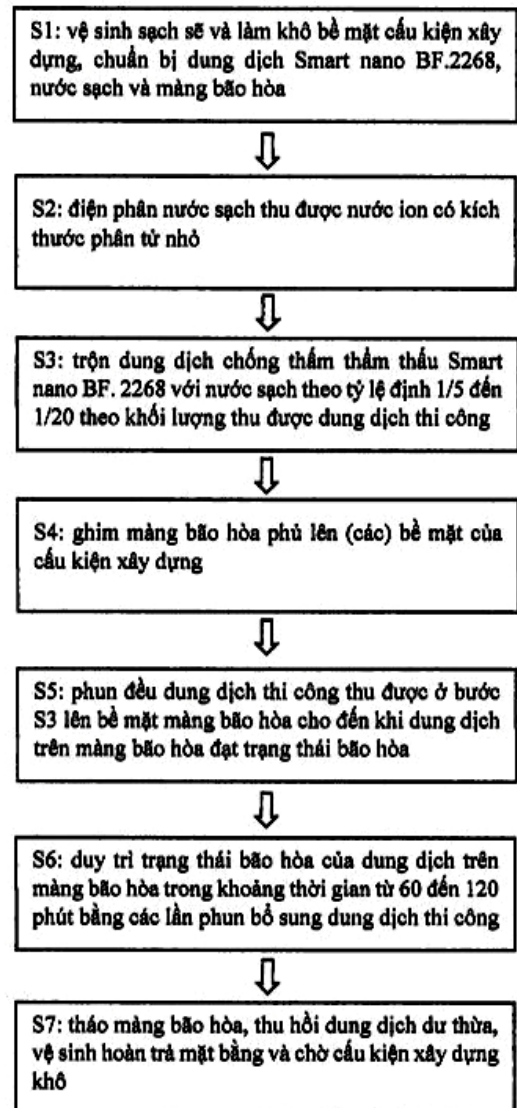 S1: vệ sinh sạch sẽ và làm khô bề mặt cấu kiện xây
dựng, chuẩn bị dung dịch Smart nano BF.2268,
nước sạch và màng bão hòa
S2: điện phân nước sạch thu được nước ion có kích
thước phân tử nhỏ
S3: trộn dung dịch chống thấm thẩm thấu Smart
nano BF. 2268 với nước sạch theo tỷ lệ định 1/5 đến
1/20 theo khối lượng thu được dung dịch thi công
S4: ghim màng bão hòa phủ lên (các) bề mặt của
cấu kiện xây dựng
S5: phun đều dung dịch thi công thu được ở bước
S3 lên bề mặt màng bão hòa cho đến khi dung dịch
trên màng bão hòa đạt trạng thái bão hòa
S6: duy trì trạng thái bão hòa của dung dịch trên
màng bão hòa trong khoảng thời gian từ 60 đến 120
phút bằng các lần phun bổ sung dung dịch thi công
S7: tháo màng bão hòa, thu hồi dung dịch dư thừa,
vệ sinh hoàn trả mặt bằng và chờ cấu kiện xây dựng
khô